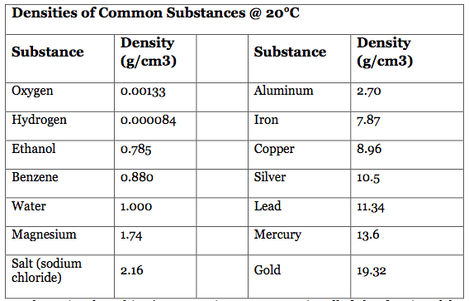 Densities of Common Substances @ 20°C
Substance Density (g/cm3) Substance Density (g/cm3)
Oxygen 0.00133 Aluminum 2.70
Hydrogen 0.000084 Iron 7.87
Ethanol 0.785 Copper 8.96
Benzene 0.880 Silver 10.5
Water 1.000 Lead 11.34
Magnesium 1.74 Mercury 13.6
Salt (sodium chloride) 2.16 Gold 19.32